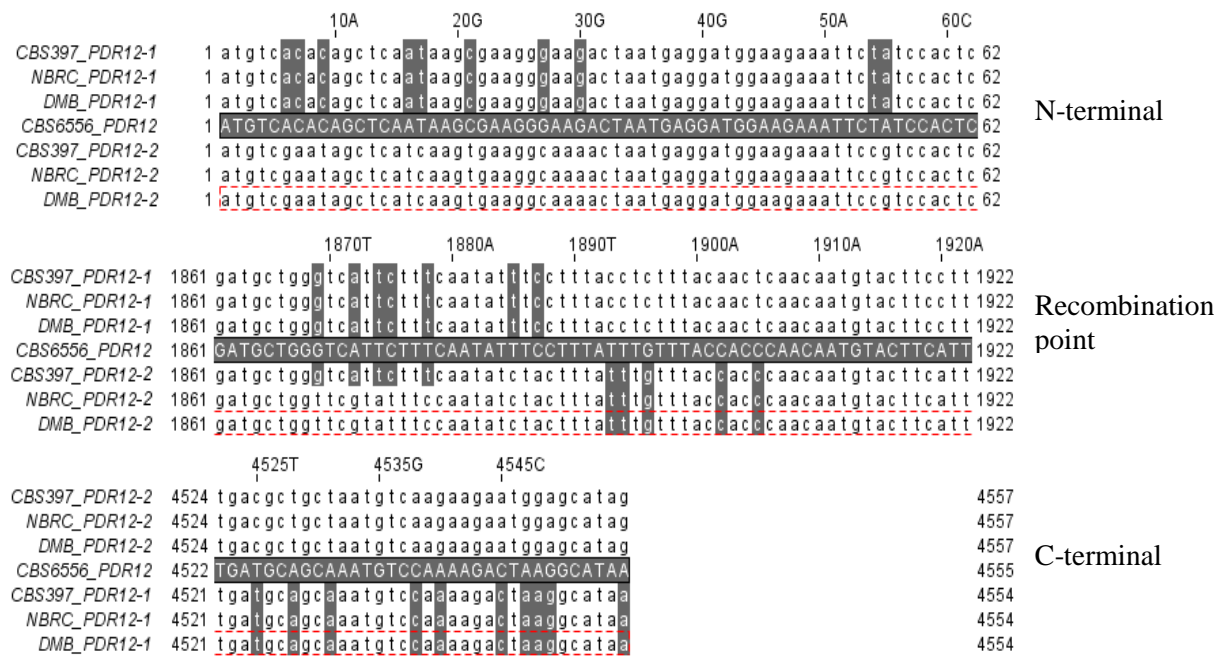 10A 20G 30G 40G 50A 60C
CBS397_PDR12-1 1 atgtcacacagctcaataagcgaagggaagactaatgaggatggaagaaattctatccactc 62
NBRC_PDR12-1 1 atgtcacacagctcaataagcgaagggaagactaatgaggatggaagaaattctatccactc 62
DMB_PDR12-1 1 atgtcacacagctcaataagcgaagggaagactaatgaggatggaagaaattctatccactc 62
CBS6556_PDR12 1 ATGTCACACAGCTCAATAAGCGAAGGGAAGACTAATGAGGATGGAAGAAATTCTATCCACTC 62
CBS397_PDR12-2 1 atgtcgaatagctcatcaagtgaaggcaaaactaatgaggatggaagaaattccgtccactc 62
NBRC_PDR12-2 1 atgtcgaatagctcatcaagtgaaggcaaaactaatgaggatggaagaaattccgtccactc 62
DMB_PDR12-2 1 atgtcgaatagctcatcaagtgaaggcaaaactaatgaggatggaagaaattccgtccactc 62
N-terminal
1870T 1880A 1890T 1900A 1910A 1920A
CBS397_PDR12-1 1861 gatgctgggtcattctttcaatatttcctttacctctttacaactcaacaatgtacttcctt 1922
NBRC_PDR12-1 1861 gatgctgggtcattctttcaatatttcctttacctctttacaactcaacaatgtacttcctt 1922
DMB_PDR12-1 1861 gatgctgggtcattctttcaatatttcctttacctctttacaactcaacaatgtacttcctt 1922
CBS6556_PDR12 1861 GATGCTGGGTCATTCTTTCAATATTTCCTTTATTTGTTTACCACCCAACAATGTACTTCATT 1922
CBS397_PDR12-2 1861 gatgctgggtcattctttcaatatctactttatttgtttaccacccaacaatgtacttcatt 1922
NBRC_PDR12-2 1861 gatgctggttcgtatttccaatatctactttatttgtttaccacccaacaatgtacttcatt 1922
DMB_PDR12-2 1861 gatgctggttcgtatttccaatatctactttatttgtttaccacccaacaatgtacttcatt 1922
Recombination
point
4525T 4535G 4545C
CBS397_PDR12-2 4524 tgacgctgctaatgtcaagaagaatggagcatag 4557
NBRC_PDR12-2 4524 tgacgctgctaatgtcaagaagaatggagcatag 4557
DMB_PDR12-2 4524 tgacgctgctaatgtcaagaagaatggagcatag 4557
CBS6556_PDR12 4522 TGATGCAGCAAATGTCCAAAAGACTAAGGCATAA 4555
CBS397_PDR12-1 4521 tgatgcagcaaatgtccaaaagactaaggcataa 4554
NBRC_PDR12-1 4521 tgatgcagcaaatgtccaaaagactaaggcataa 4554
DMB_PDR12-1 4521 tgatgcagcaaatgtccaaaagactaaggcataa 4554
C-terminal